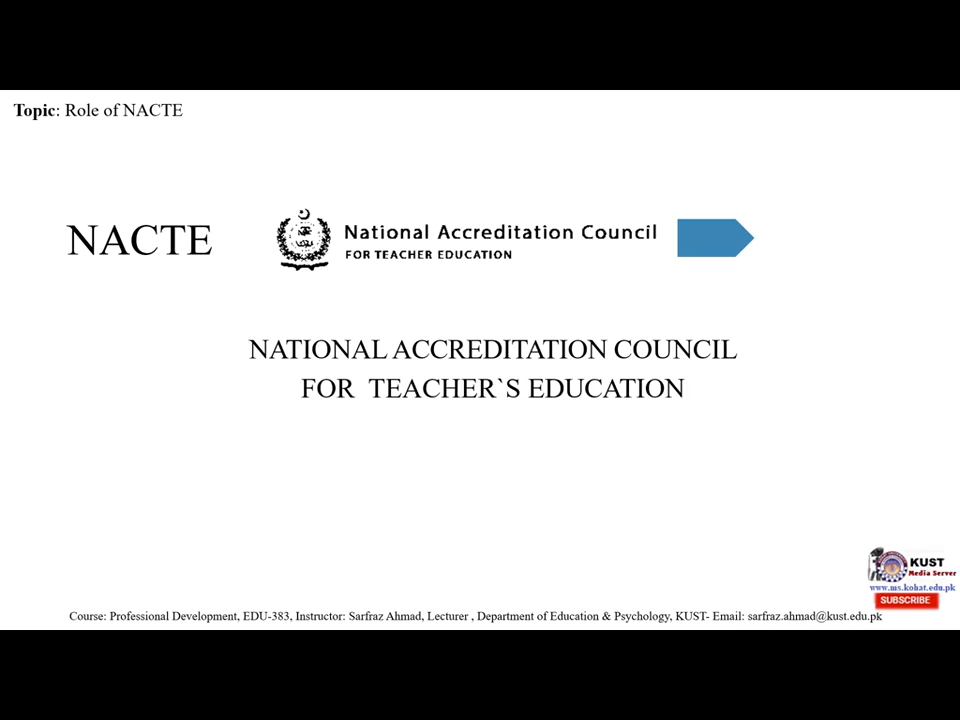 Topic: Role of NACTE
NACTE
National Accreditation Council
FOR TEACHER EDUCATION
NATIONAL ACCREDITATION COUNCIL
FOR TEACHER`S EDUCATION
KUST
Media Server
www.ms.kohat.edu.pk
SUBSCRIBE
Course: Professional Development, EDU-383, Instructor: Sarfraz Ahmad, Lecturer , Department of Education & Psychology, KUST- Email: sarfraz.ahmad@kust.edu.pk